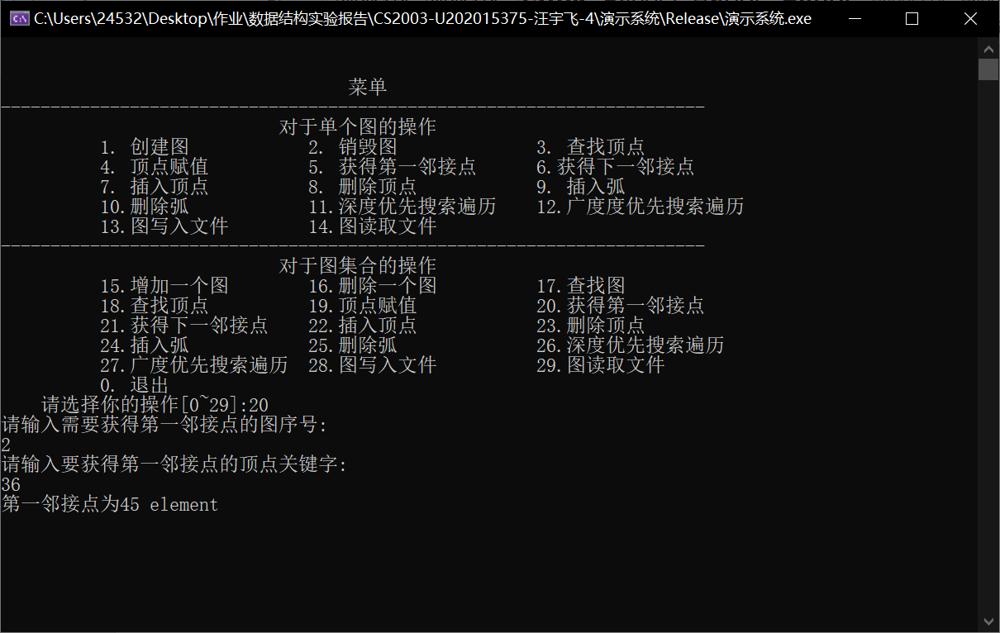 C:\Users\24532\Desktop\作业\数据结构实验报告\CS2003-U202015375-汪宇飞-4\演示系统\Release\演示系统.exe
菜单
-----------------------------------------------------------------------
对于单个图的操作
1. 创建图 2. 销毁图 3. 查找顶点
4. 顶点赋值 5. 获得第一邻接点 6.获得下一邻接点
7. 插入顶点 8. 删除顶点 9. 插入弧
10.删除弧 11.深度优先搜索遍历 12.广度度优先搜索遍历
13.图写入文件 14.图读取文件
-----------------------------------------------------------------------
对于图集合的操作
15.增加一个图 16.删除一个图 17.查找图
18.查找顶点 19.顶点赋值 20.获得第一邻接点
21.获得下一邻接点 22.插入顶点 23.删除顶点
24.插入弧 25.删除弧 26.深度优先搜索遍历
27.广度优先搜索遍历 28.图写入文件 29.图读取文件
0. 退出
请选择你的操作[0~29]:20
请输入需要获得第一邻接点的图序号:
2
请输入要获得第一邻接点的顶点关键字:
36
第一邻接点为45 element